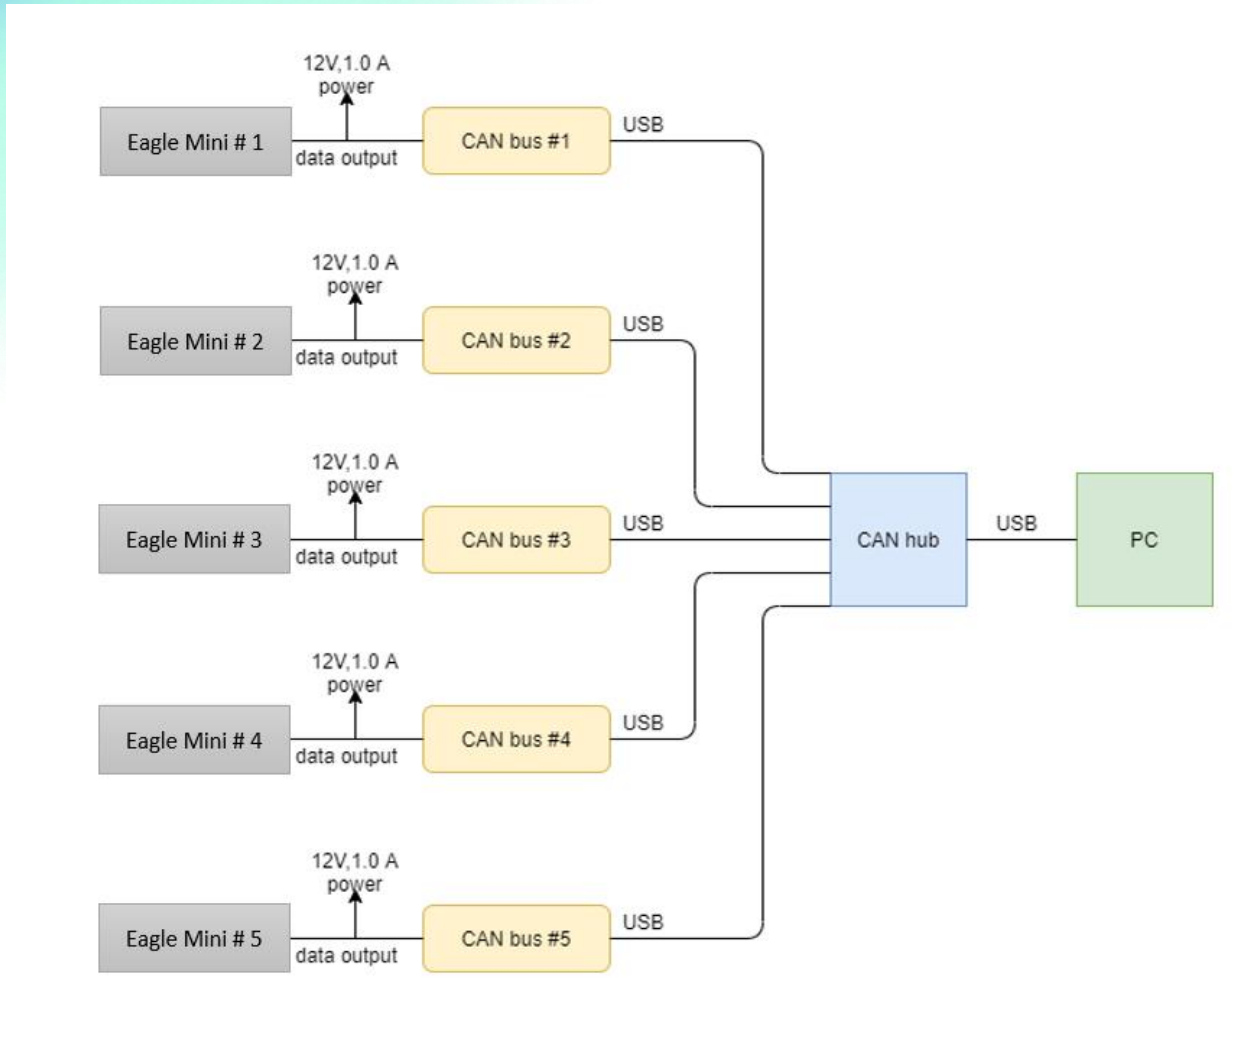 12V,1.0 A
power
Eagle Mini # 1
data output
CAN bus #1
USB
12V,1.0 A
power
Eagle Mini # 2
data output
CAN bus #2
USB
12V,1.0 A
power
Eagle Mini # 3
data output
CAN bus #3
USB
CAN hub
USB
PC
12V,1.0 A
power
Eagle Mini # 4
data output
CAN bus #4
USB
12V,1.0 A
power
Eagle Mini # 5
data output
CAN bus #5
USB